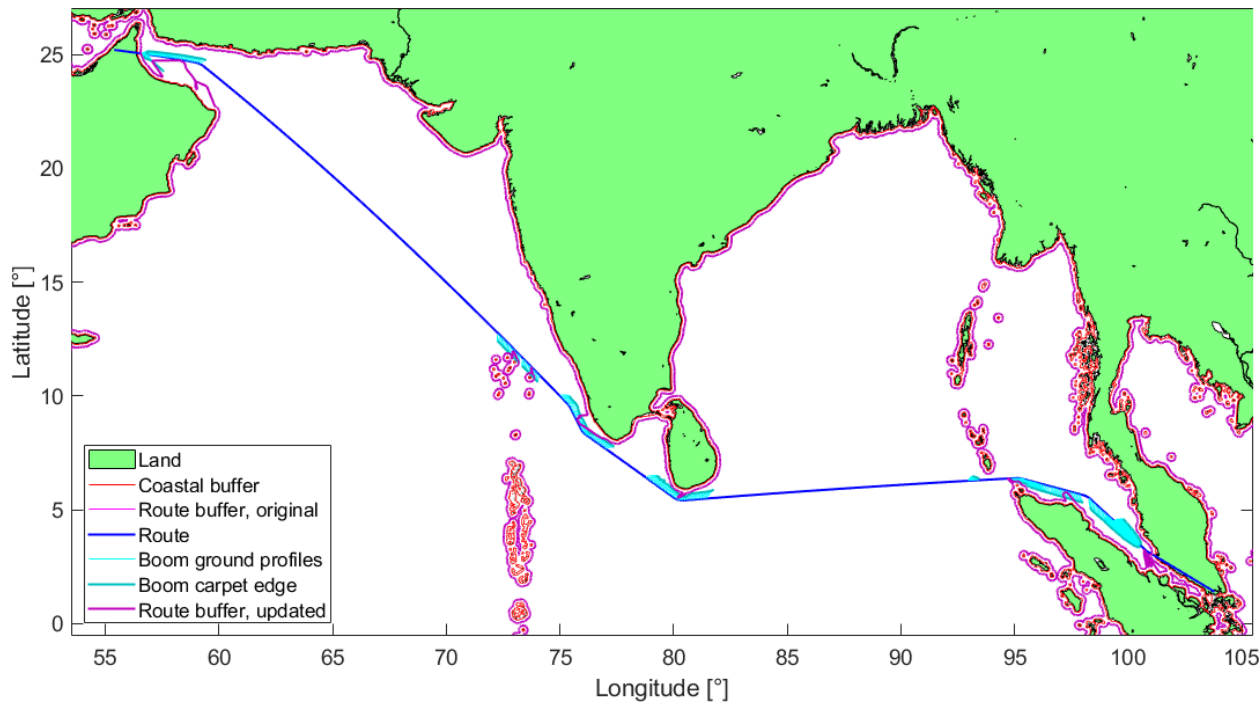 25
20
15
10
5
0
Latitude [°]
Land
Coastal buffer
Route buffer, original
Route
Boom ground profiles
Boom carpet edge
Route buffer, updated
55 60 65 70 75 80 85 90 95 100 105
Longitude [°]